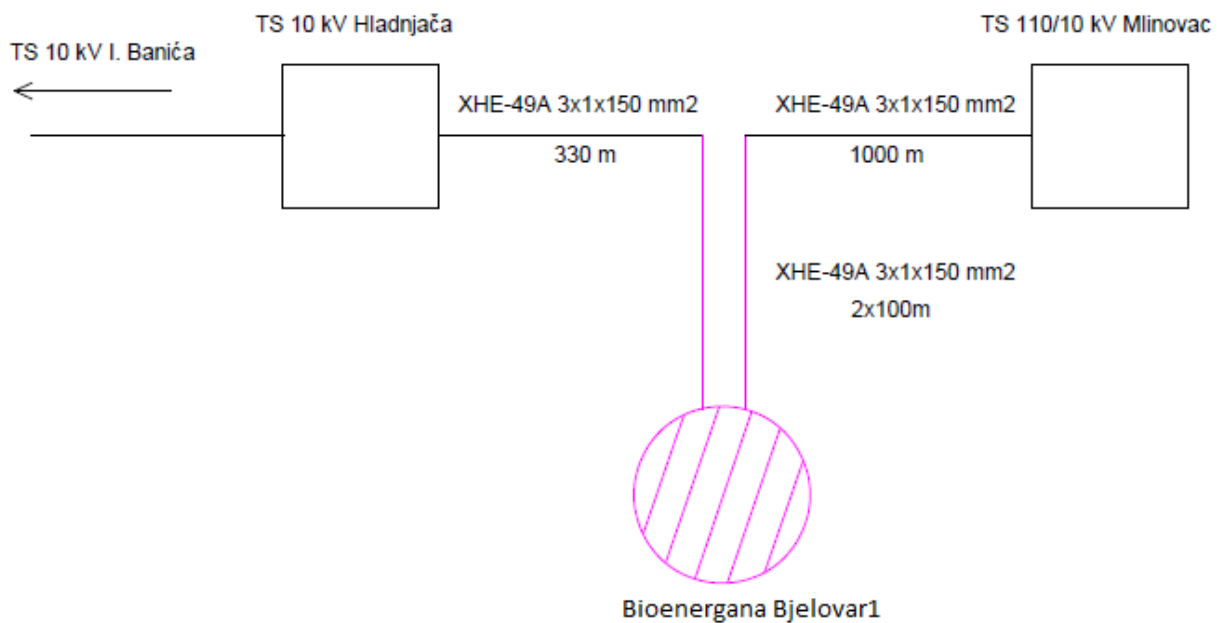 TS 10 kV Hladnjača
TS 110/10 kV Mlinovac
TS 10 kV I. Banića
XHE-49A 3x1x150 mm2
XHE-49A 3x1x150 mm2
330 m
1000 m
XHE-49A 3x1x150 mm2
2x100m
Bioenergana Bjelovar1